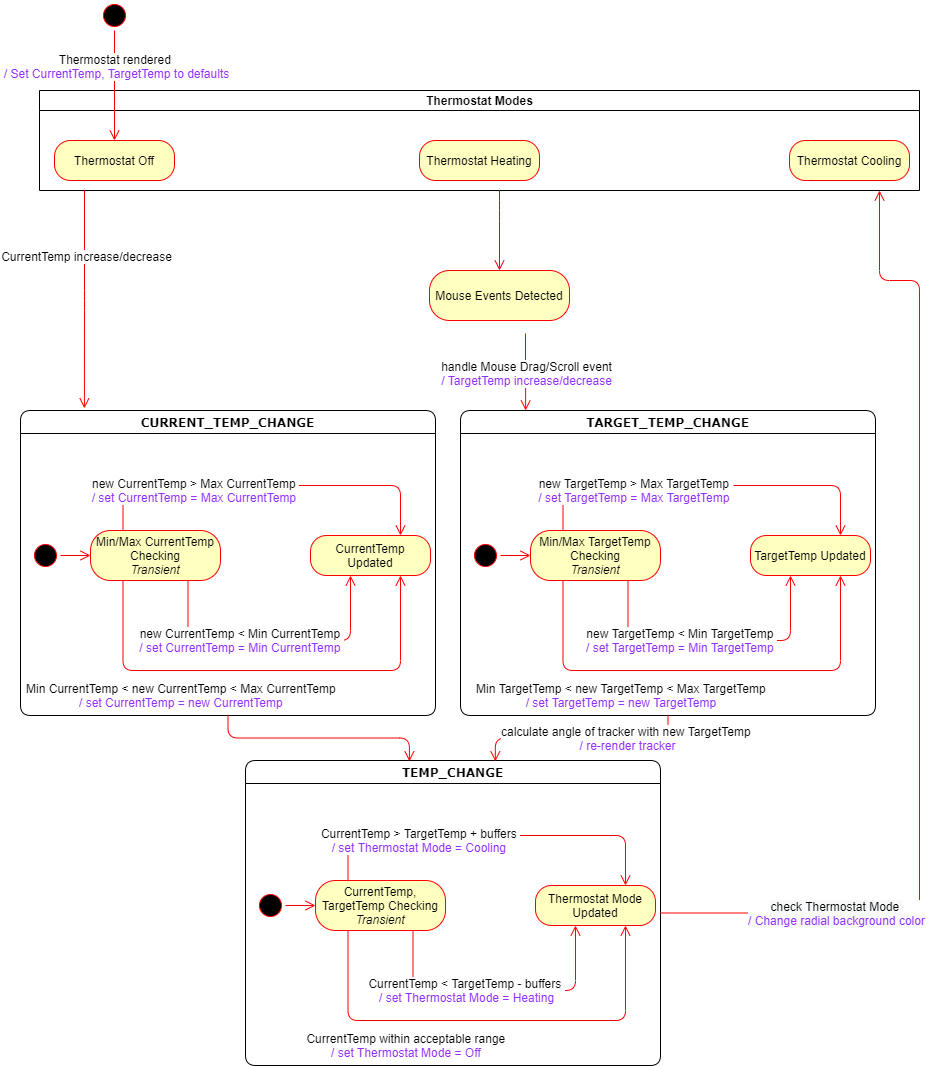 Thermostat rendered
/ Set CurrentTemp, TargetTemp to defaults
Thermostat Modes
Thermostat Off
Thermostat Heating
Thermostat Cooling
CurrentTemp increase/decrease
Mouse Events Detected
handle Mouse Drag/Scroll event
/ TargetTemp increase/decrease
CURRENT_TEMP_CHANGE
new CurrentTemp > Max CurrentTemp
/ set CurrentTemp = Max CurrentTemp
Min/Max CurrentTemp
Checking
Transient
CurrentTemp
Updated
new CurrentTemp < Min CurrentTemp
/ set CurrentTemp = Min CurrentTemp
Min CurrentTemp < new CurrentTemp < Max CurrentTemp
/ set CurrentTemp = new CurrentTemp
TARGET_TEMP_CHANGE
new TargetTemp > Max TargetTemp
/ set TargetTemp = Max TargetTemp
Min/Max TargetTemp
Checking
Transient
TargetTemp Updated
new TargetTemp < Min TargetTemp
/ set TargetTemp = Min TargetTemp
Min TargetTemp < new TargetTemp < Max TargetTemp
/ set TargetTemp = new TargetTemp
calculate angle of tracker with new TargetTemp
/ re-render tracker
TEMP_CHANGE
CurrentTemp > TargetTemp + buffers
/ set Thermostat Mode = Cooling
CurrentTemp,
TargetTemp Checking
Transient
Thermostat Mode
Updated
CurrentTemp < TargetTemp - buffers
/ set Thermostat Mode = Heating
CurrentTemp within acceptable range
/ set Thermostat Mode = Off
check Thermostat Mode
/ Change radial background color